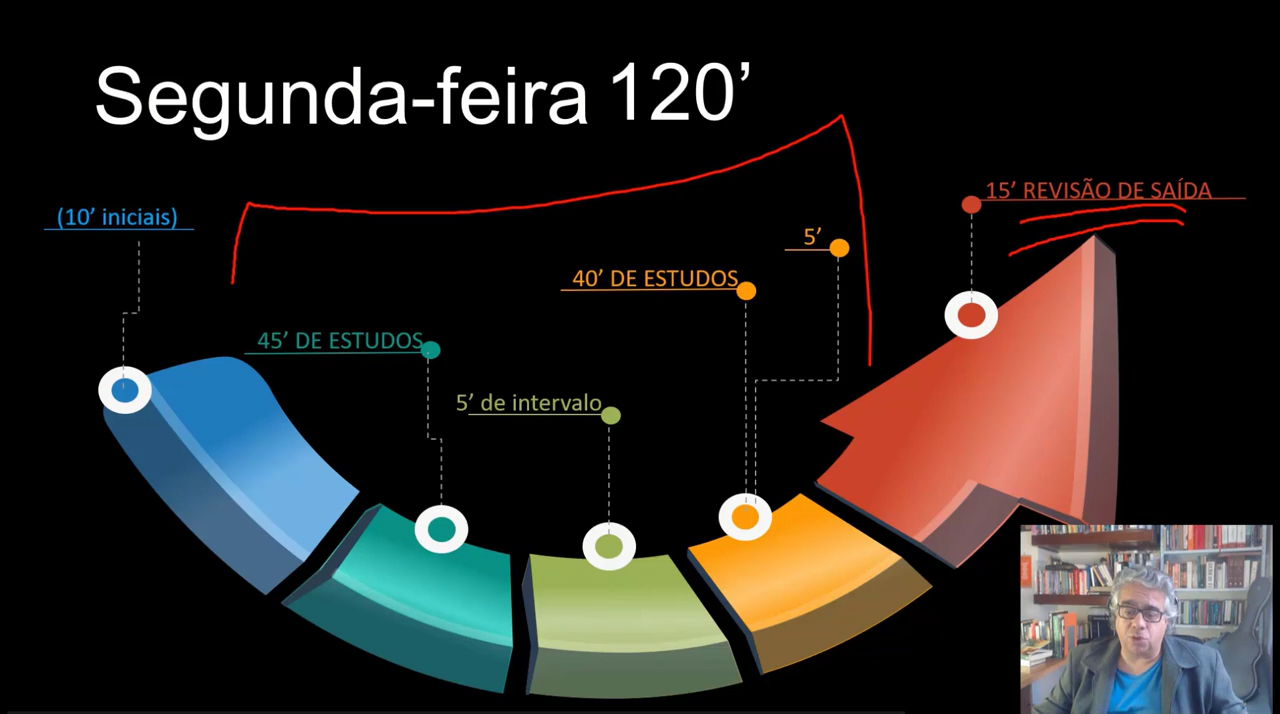 Segunda-feira 120’
(10’ iniciais)
45’ DE ESTUDOS
5’ de intervalo
40’ DE ESTUDOS
5’
15’ REVISÃO DE SAÍDA